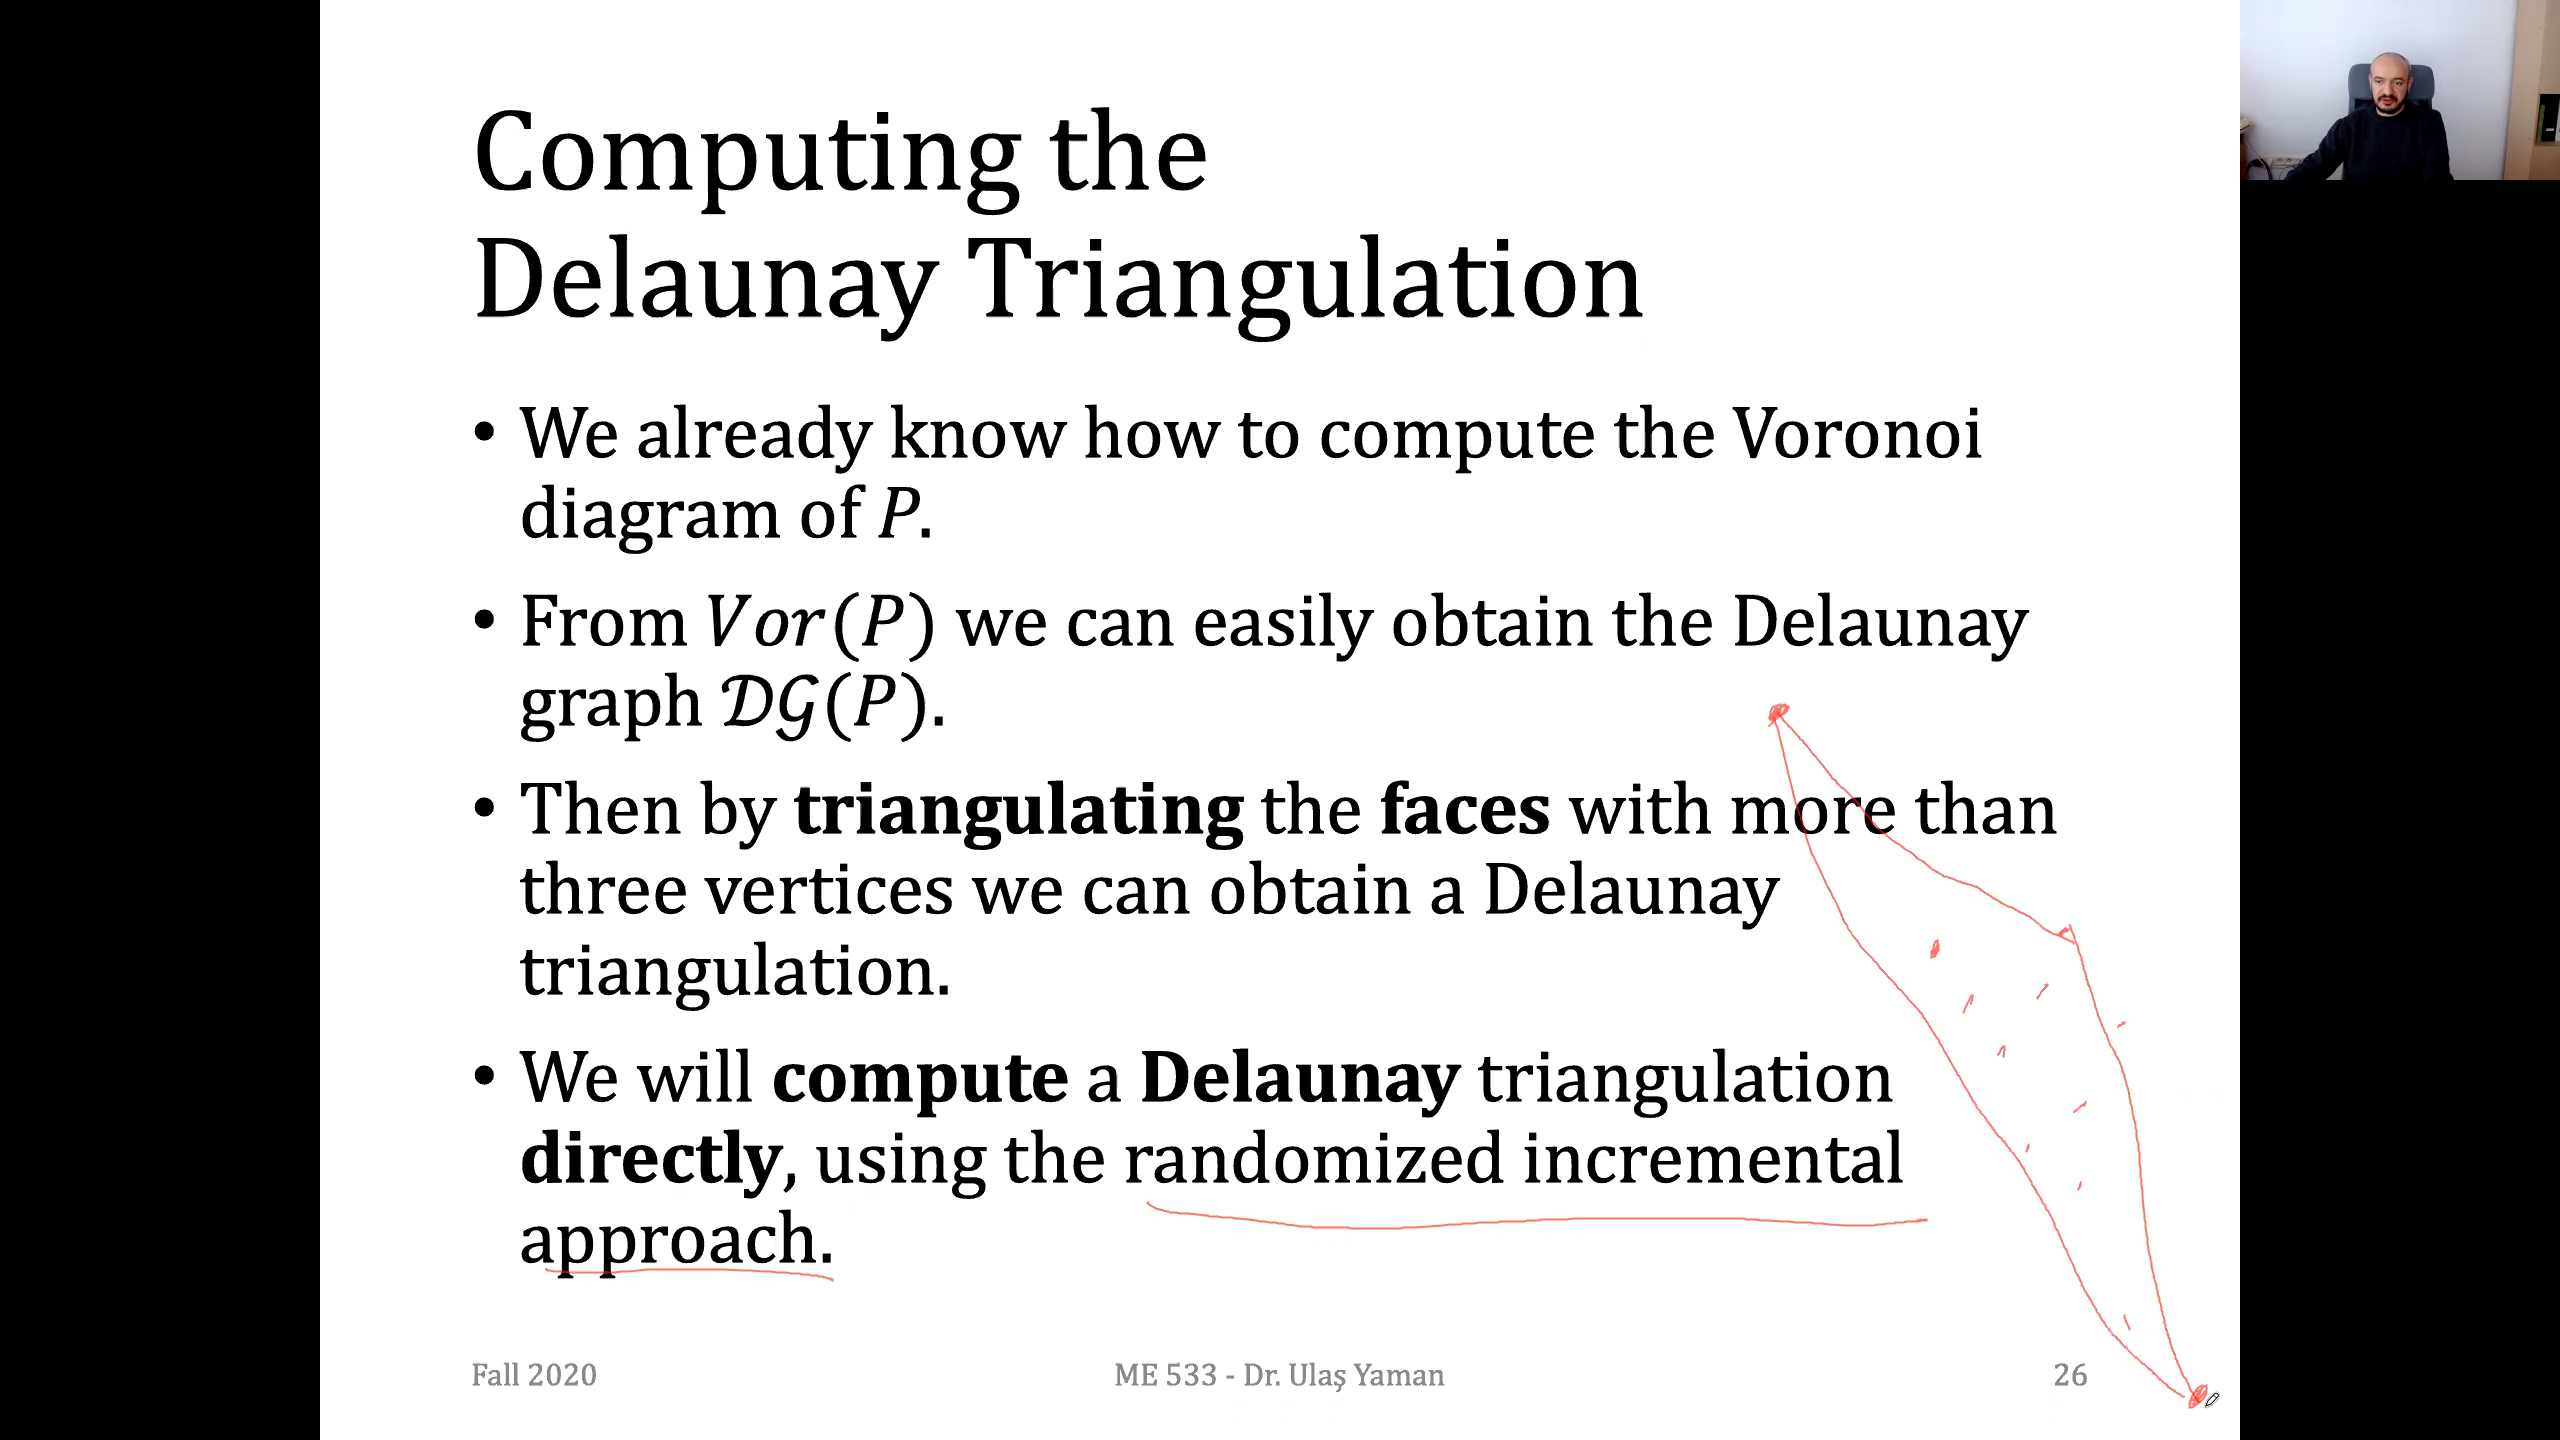 Computing the
Delaunay Triangulation
• We already know how to compute the Voronoi
diagram of P.
• From Vor(P) we can easily obtain the Delaunay
graph 𝒟𝒢(P).
• Then by triangulating the faces with more than
three vertices we can obtain a Delaunay
triangulation.
• We will compute a Delaunay triangulation
directly, using the randomized incremental
approach.
Fall 2020
ME 533 - Dr. Ulaş Yaman
26